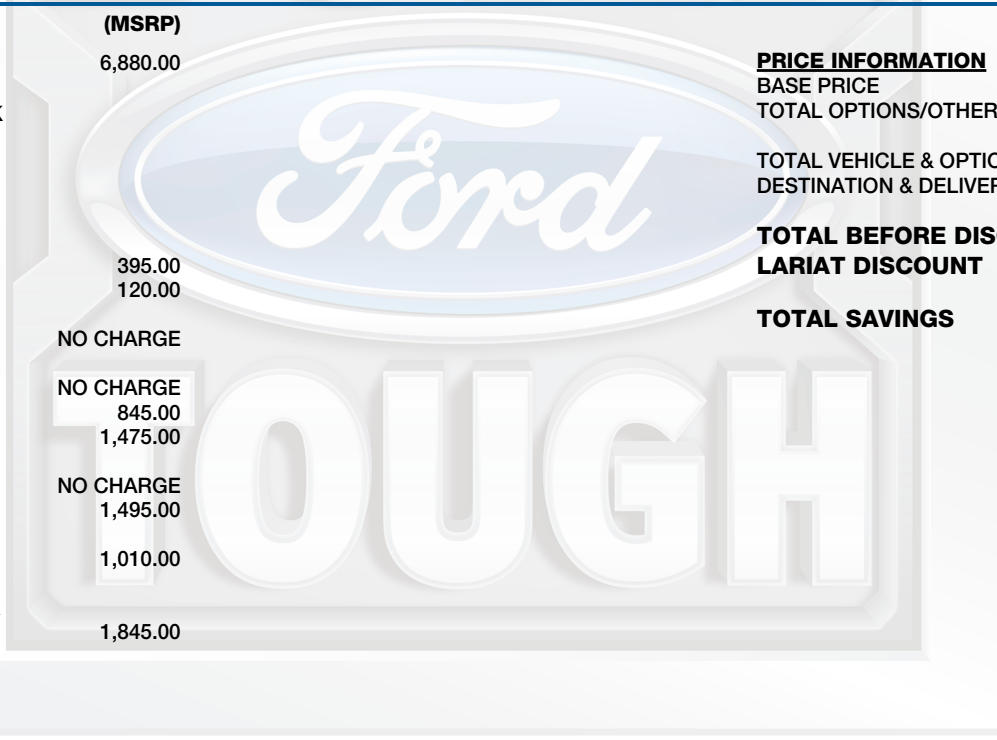 (MSRP)
6,880.00
395.00
120.00
NO CHARGE
NO CHARGE
845.00
1,475.00
NO CHARGE
1,495.00
1,010.00
1,845.00
PRICE INFORMATION
BASE PRICE
TOTAL OPTIONS/OTHER
TOTAL VEHICLE & OPTIO
DESTINATION & DELIVER
TOTAL BEFORE DIS
LARIAT DISCOUNT
TOTAL SAVINGS
Ford
TOUGH